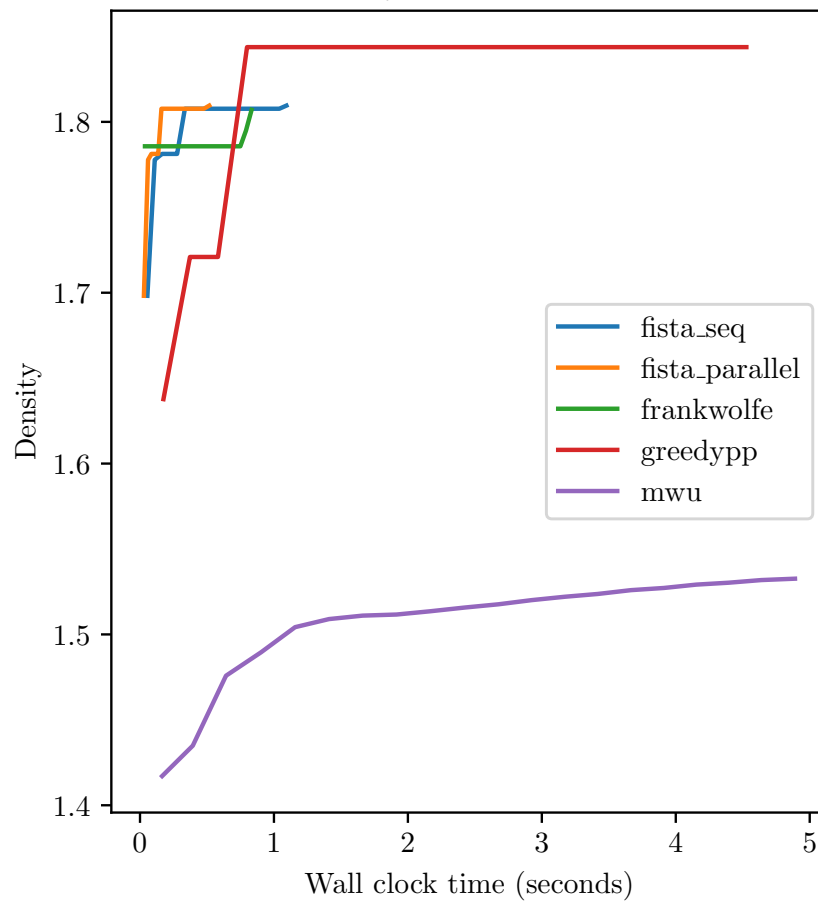 1.8
1.7
1.6
1.5
1.4
Density
fista_seq
fista_parallel
frankwolfe
greedypp
mwu
0 1 2 3 4 5
Wall clock time (seconds)